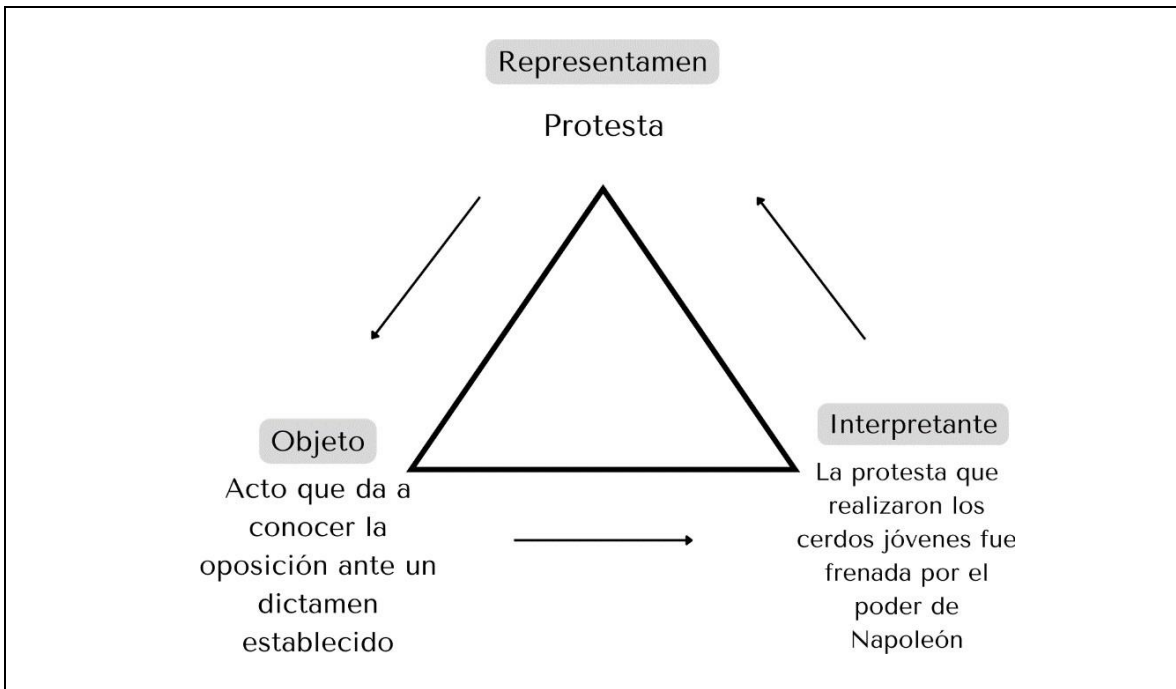 Representamen
Protesta
Objeto
Acto que da a
conocer la
oposición ante un
dictamen
establecido
Interpretante
La protesta que
realizaron los
cerdos jóvenes fue
frenada por el
poder de
Napoleón